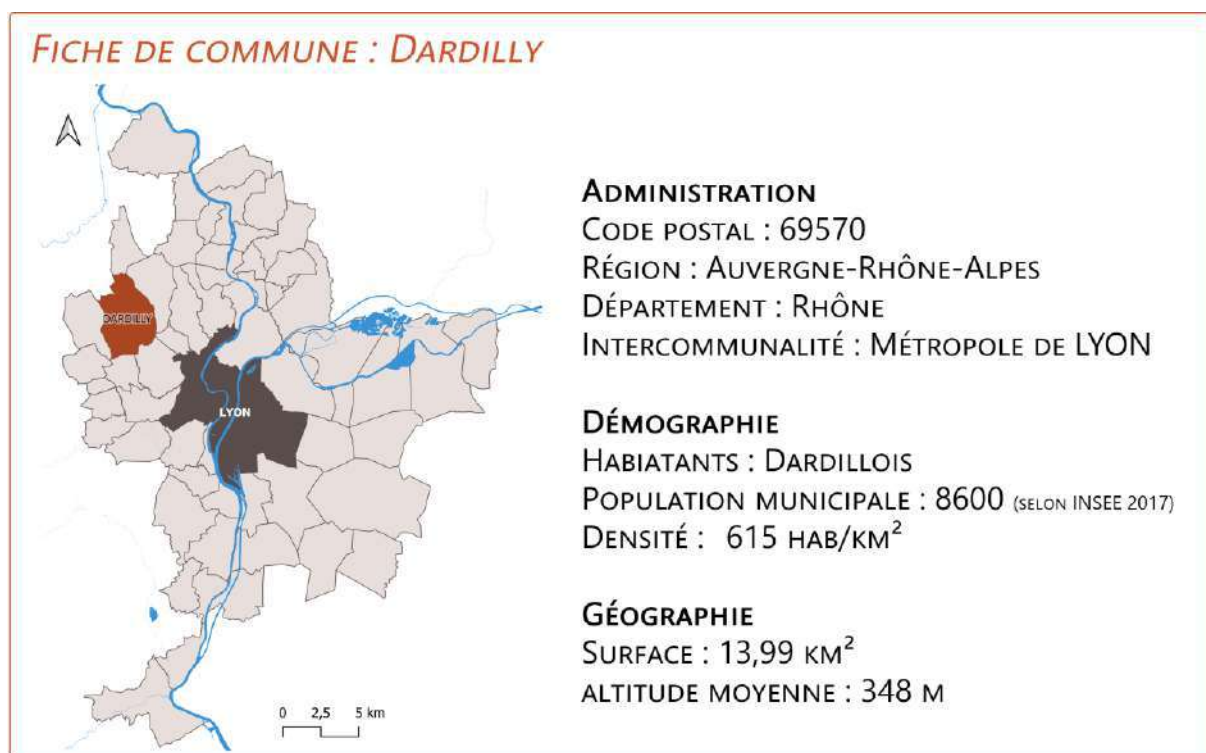 FICHE DE COMMUNE : DARDILLY
DARDILLY
LYON
0 2,5 5 km
ADMINISTRATION
CODE POSTAL : 69570
RÉGION : AUVERGNE-RHÔNE-ALPES
DÉPARTEMENT : RHÔNE
INTERCOMMUNALITÉ : MÉTROPOLE DE LYON
DÉMOGRAPHIE
HABIATANTS : DARDILLOIS
POPULATION MUNICIPALE : 8600 (SELON INSEE 2017)
DENSITÉ : 615 HAB/KM²
GÉOGRAPHIE
SURFACE : 13,99 KM²
ALTITUDE MOYENNE : 348 M